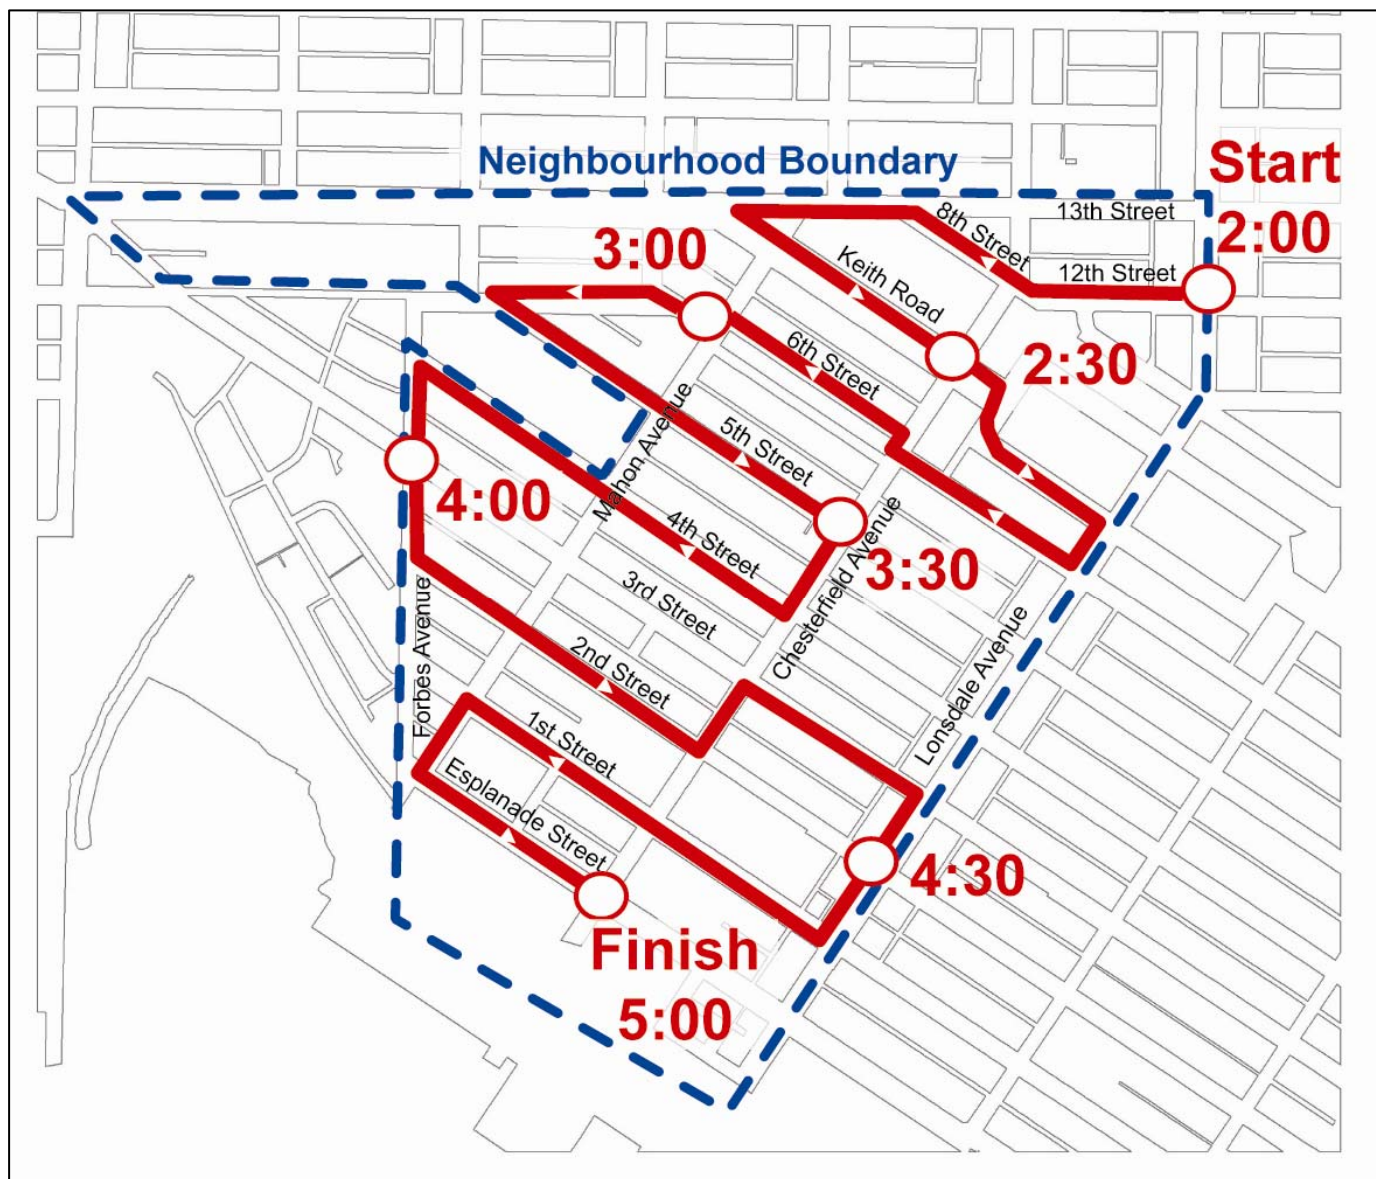 Neighbourhood Boundary
Start
2:00
13th Street
8th Street
12th Street
3:00
Keith Road
2:30
6th Street
5th Street
Mahon Avenue
4:00
4th Street
3:30
Chesterfield Avenue
3rd Street
2nd Street
Forbes Avenue
Lonsdale Avenue
1st Street
Esplanade Street
4:30
Finish
5:00